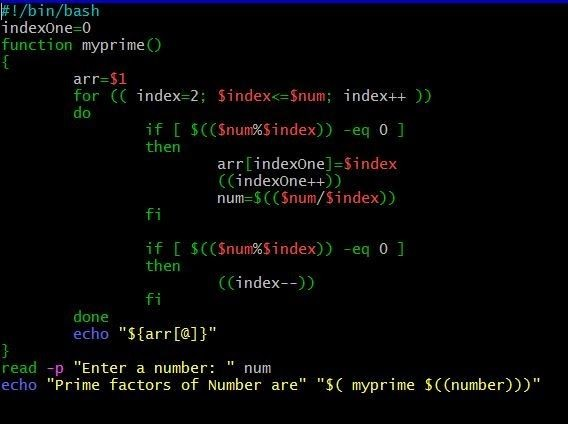 #!/bin/bash
indexOne=0
function myprime()
{
        arr=$1
        for (( index=2; $index<=$num; index++ ))
        do
                if [ $(($num%$index)) -eq 0 ]
                then
                        arr[indexOne]=$index
                        ((indexOne++))
                        num=$(($num/$index))
                fi

                if [ $(($num%$index)) -eq 0 ]
                then
                        ((index--))
                fi
        done
        echo "${arr[@]}"
}
read -p "Enter a number: " num
echo "Prime factors of Number are" "$( myprime $((number)))"